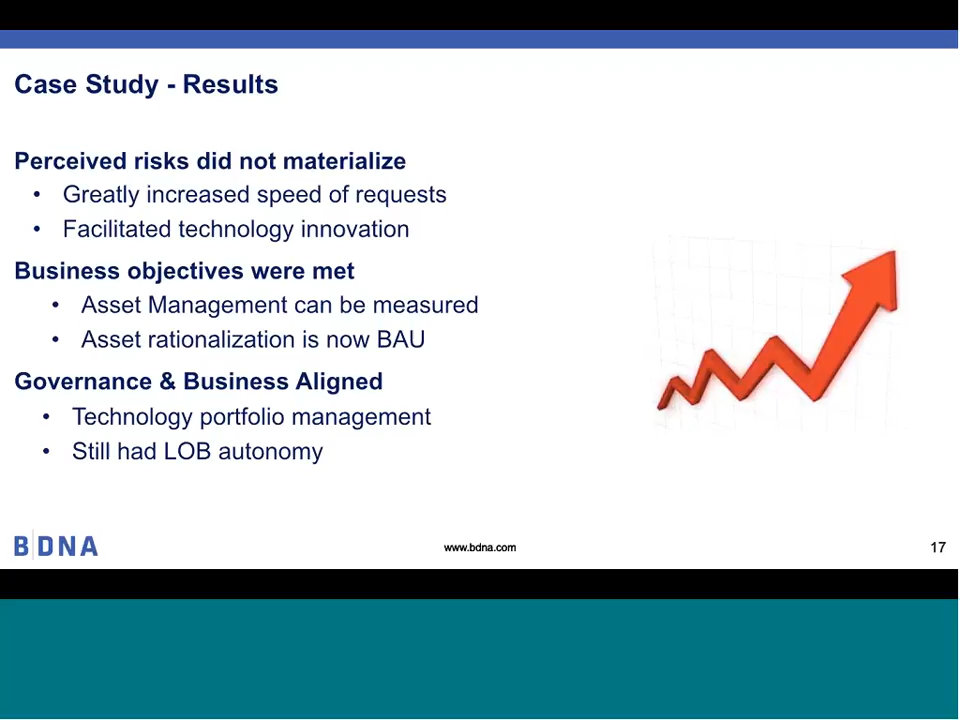 Case Study - Results
Perceived risks did not materialize
• Greatly increased speed of requests
• Facilitated technology innovation
Business objectives were met
• Asset Management can be measured
• Asset rationalization is now BAU
Governance & Business Aligned
• Technology portfolio management
• Still had LOB autonomy
BDNA
www.bdna.com
17